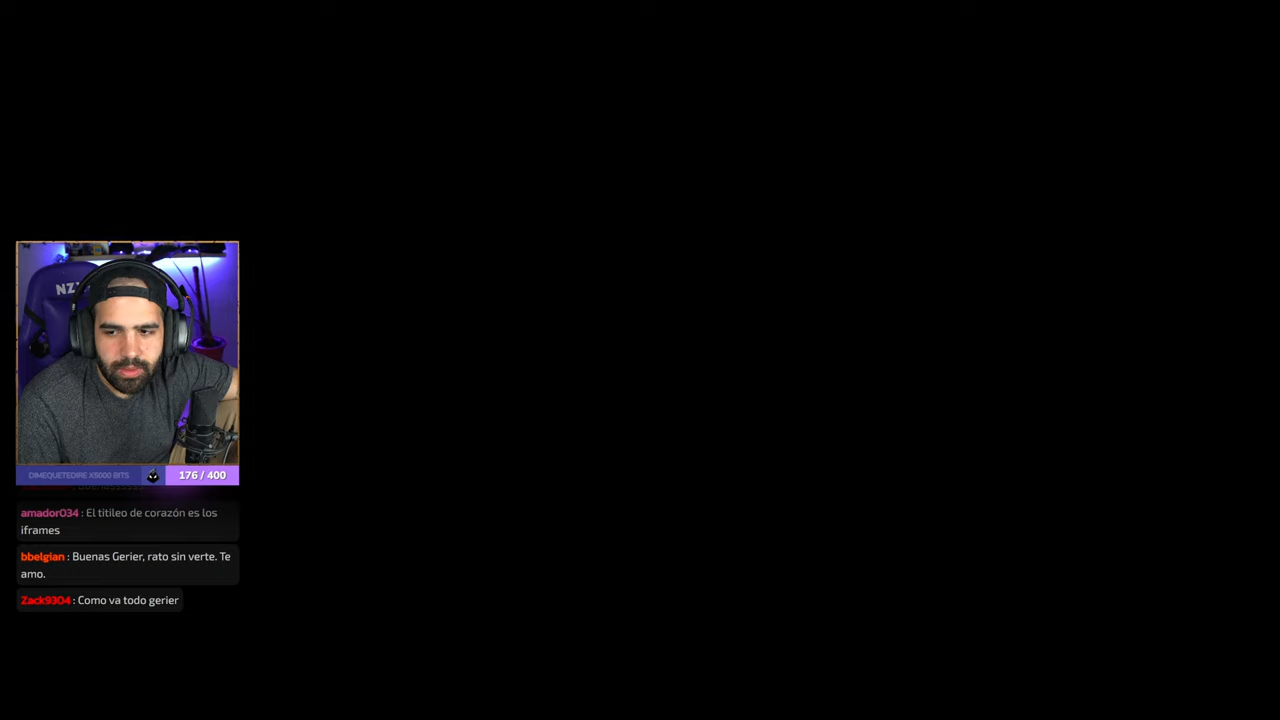 NZ
DIMEQUETEDIRE X5000 BITS
176 / 400
amador034 : El titileo de corazón es los
iframes
bbelgian : Buenas Gerier, rato sin verte. Te
amo.
Zack9304 : Como va todo gerier